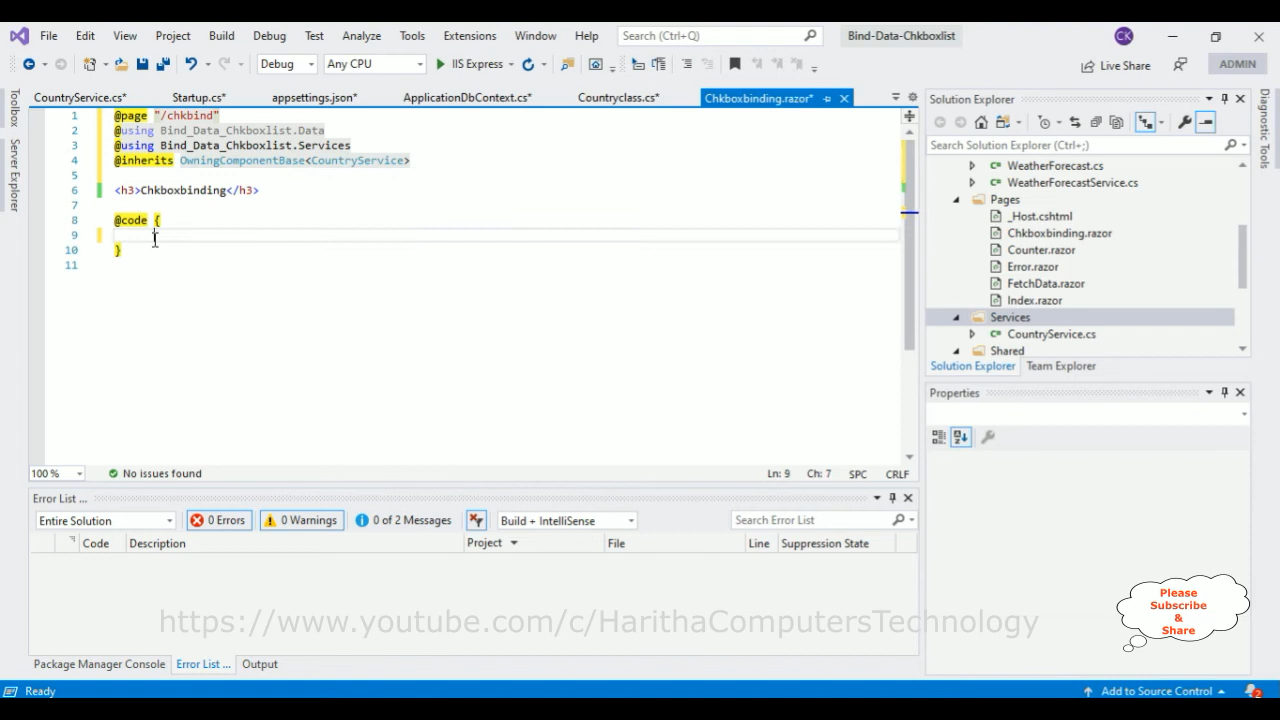 File Edit View Project Build Debug Test Analyze Tools Extensions Window Help Search (Ctrl+Q) Bind-Data-Chkboxlist CK
Debug Any CPU IIS Express Live Share ADMIN
Toolbox
Server Explorer
CountryService.cs* Startup.cs* appsettings.json* ApplicationDbContext.cs* Countryclass.cs* Chkboxbinding.razor*
1 @page "/chkbind"
2 @using Bind_Data_Chkboxlist.Data
3 @using Bind_Data_Chkboxlist.Services
4 @inherits OwningComponentBase<CountryService>
5
6 <h3>Chkboxbinding</h3>
7
8 @code {
9
10 }
11
100 % No issues found Ln: 9 Ch: 7 SPC CRLF
Error List ...
Entire Solution 0 Errors 0 Warnings 0 of 2 Messages Build + IntelliSense Search Error List
Code Description Project File Line Suppression State
Package Manager Console Error List ... Output
Solution Explorer
Search Solution Explorer (Ctrl+;)
C# WeatherForecast.cs
C# WeatherForecastService.cs
Pages
_Host.cshtml
Chkboxbinding.razor
Counter.razor
Error.razor
FetchData.razor
Index.razor
Services
C# CountryService.cs
Shared
Solution Explorer Team Explorer
Properties
Diagnostic Tools
https://www.youtube.com/c/HarithaComputersTechnology
Please
Subscribe
&
Share
Ready Add to Source Control 2